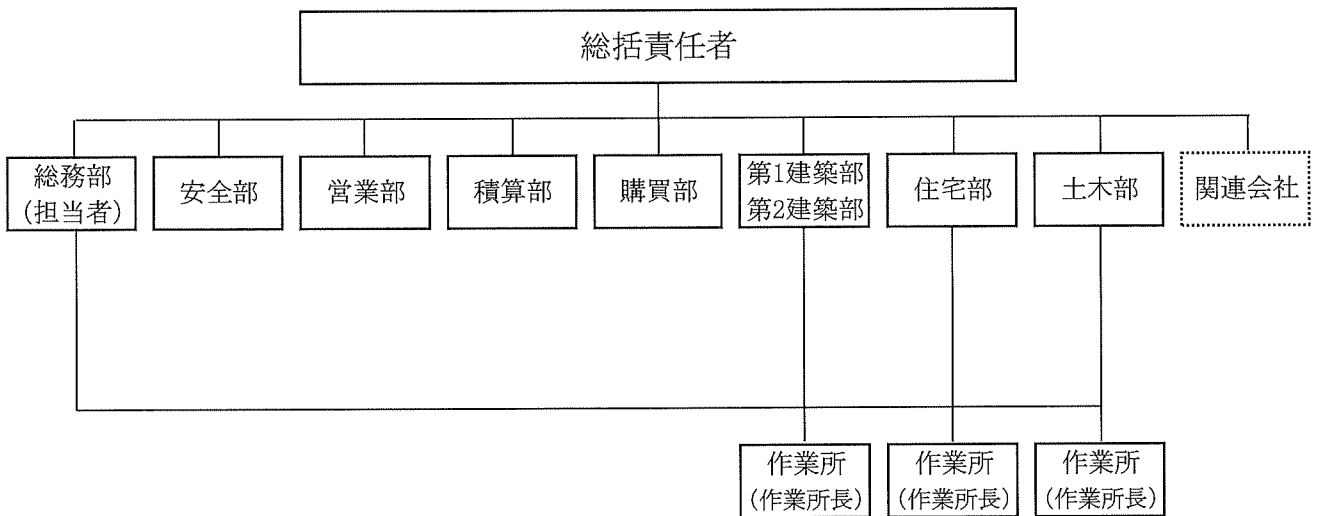 総括責任者
総務部
(担当者)
安全部
営業部
積算部
購買部
第1建築部
第2建築部
住宅部
土木部
関連会社
作業所
(作業所長)
作業所
(作業所長)
作業所
(作業所長)